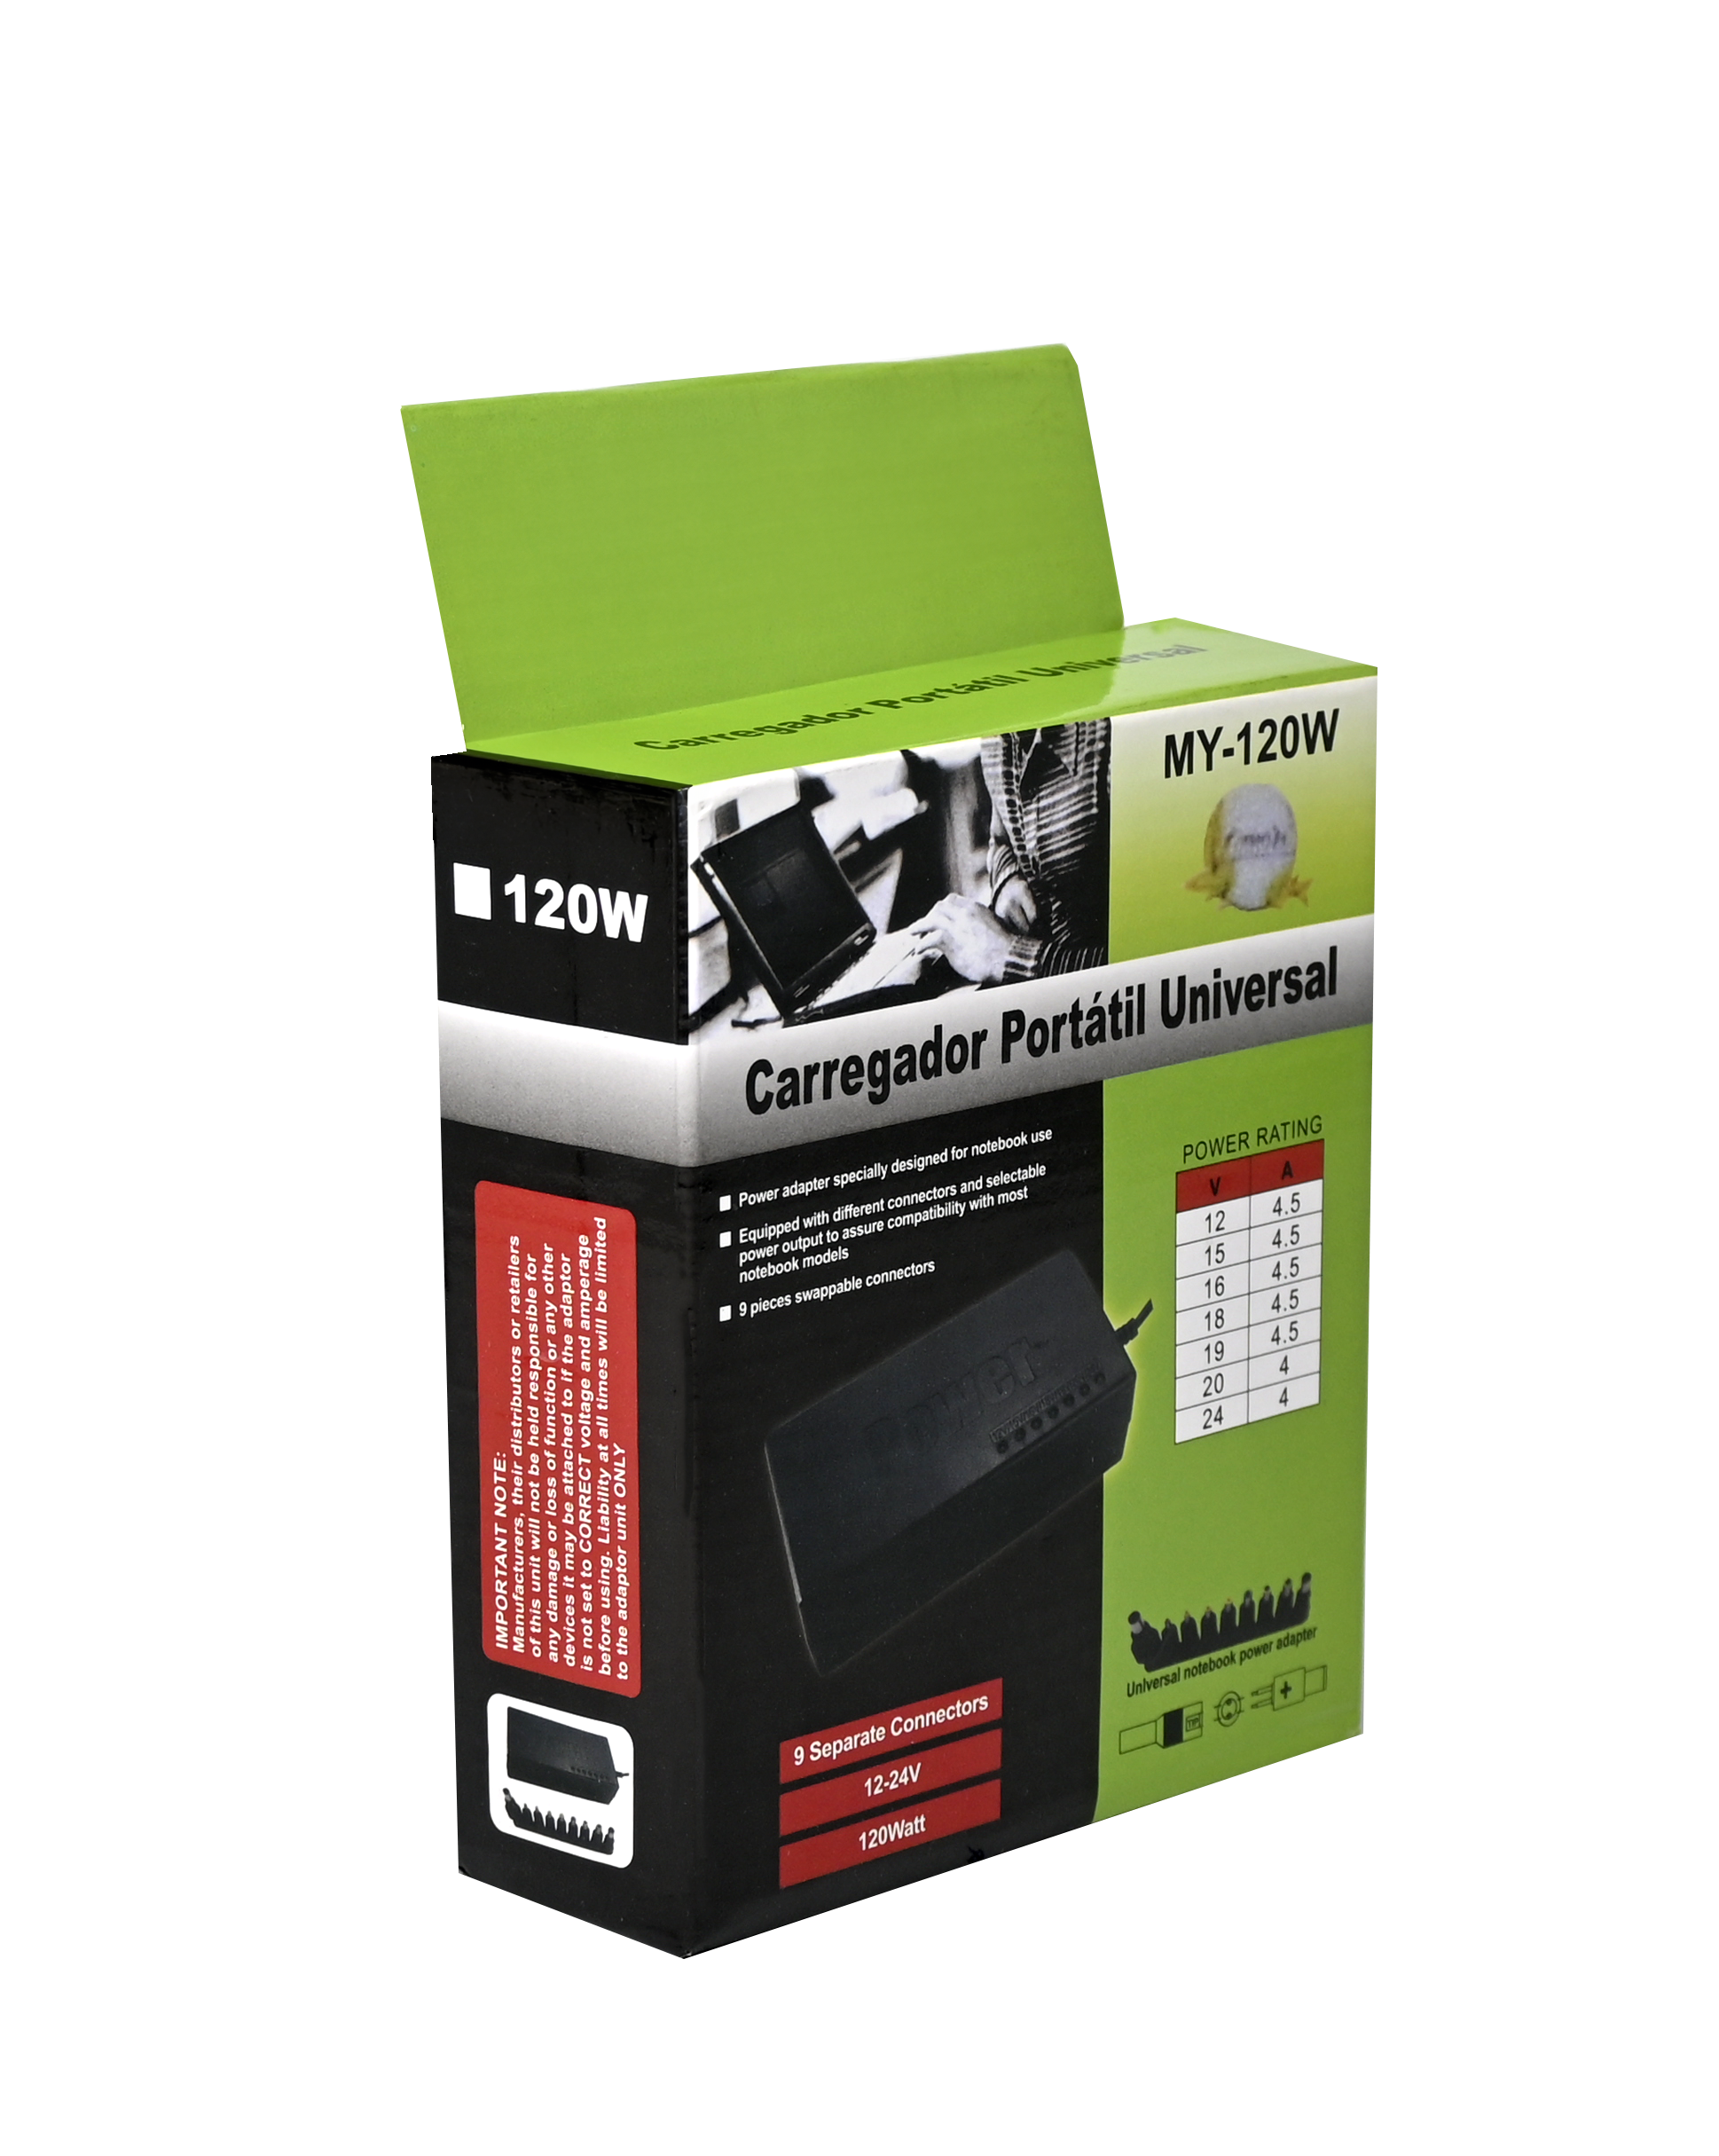 Carregador Portátil Universal
MY-120W
120W
Carregador Portátil Universal
Power adapter specially designed for notebook use
Equipped with different connectors and selectable
power output to assure compatibility with most
notebook models
9 pieces swappable connectors
POWER RATING
V A
12 4.5
15 4.5
16 4.5
18 4.5
19 4.5
20 4
24 4
IMPORTANT NOTE:
Manufacturers, their distributors or retailers
of this unit will not be held responsible for
any damage or loss of function or any other
devices it may be attached to if the adaptor
is not set to CORRECT voltage and amperage
before using. Liability at all times will be limited
to the adaptor unit ONLY
power
Universal notebook power adapter
TIP
+
9 Separate Connectors
12-24V
120Watt